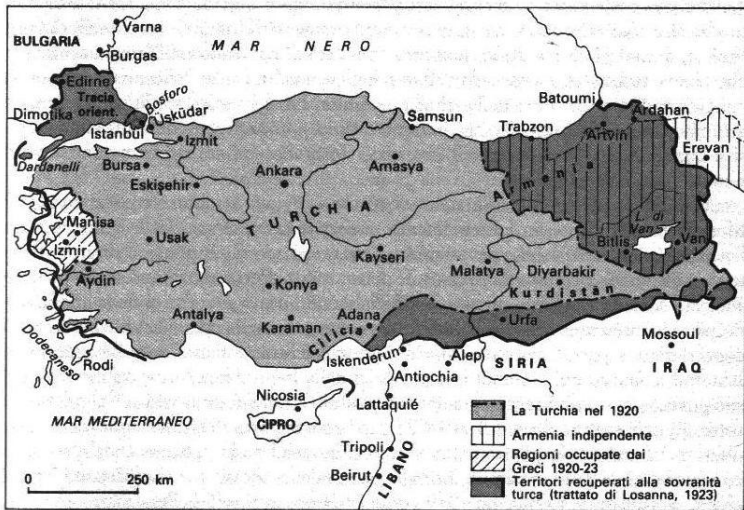 Varna
BULGARIA
MAR NERO
Burgas
Edirne
Tracia
orient.
Bosforo
Üsküdar
Dimotika
Istanbul
Izmit
Dardanelli
Bursa
Eskişehir
Ankara
Samsun
Amasya
Trabzon
Batoumi
Artvin
Ardahan
Erevan
Armenia
TURCHIA
Manisa
Izmir
Usak
Aydin
Kayseri
Malatya
L. di
Van
Bitlis
Van
Diyarbakir
Kurdistàn
Konya
Antalya
Karaman
Cilicia
Adana
Urfa
Mossoul
Dodecaneso
Rodi
Iskenderun
Alep
SIRIA
IRAQ
Antiochia
Nicosia
CIPRO
Lattaquié
MAR MEDITERRANEO
Tripoli
Beirut
LIBANO
0 250 km
La Turchia nel 1920
Armenia indipendente
Regioni occupate dai
Greci 1920-23
Territori recuperati alla sovranità
turca (trattato di Losanna, 1923)